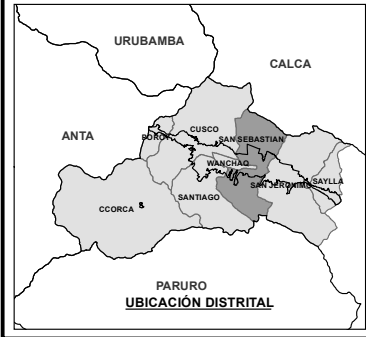 URUBAMBA
CALCA
ANTA
CUSCO
POROY
SAN SEBASTIAN
WANCHAQ
SAN JERONIMO
SAYLLA
SANTIAGO
CCORCA
PARURO
UBICACIÓN DISTRITAL